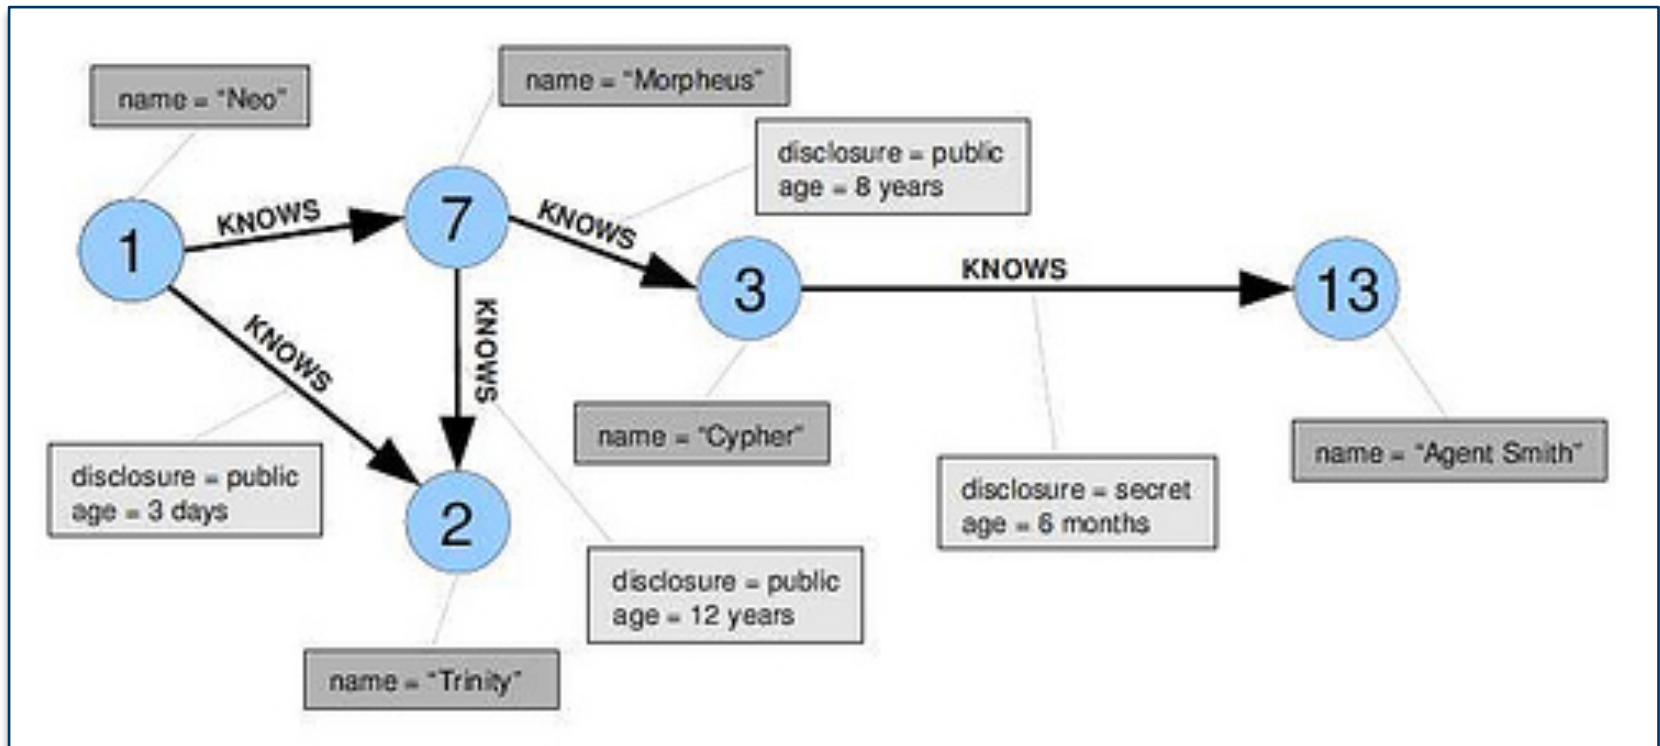 name = "Neo"
name = "Morpheus"
disclosure = public
age = 8 years
1
KNOWS
7
KNOWS
3
KNOWS
13
KNOWS
KNOWS
name = "Cypher"
name = "Agent Smith"
disclosure = public
age = 3 days
2
disclosure = secret
age = 6 months
disclosure = public
age = 12 years
name = "Trinity"